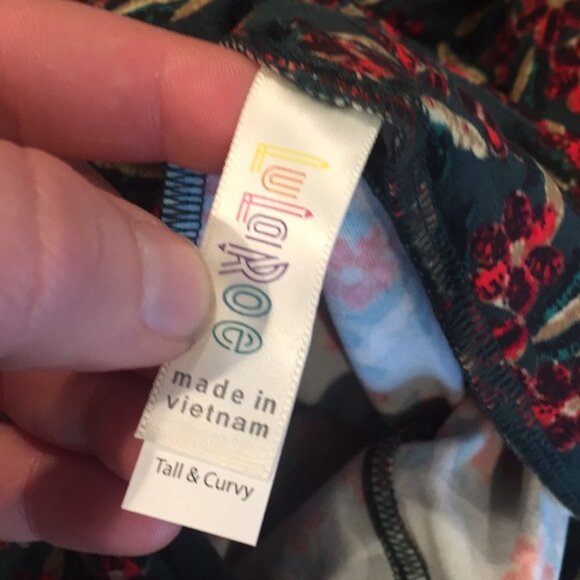 LuLaRoe
made in
vietnam
Tall & Curvy